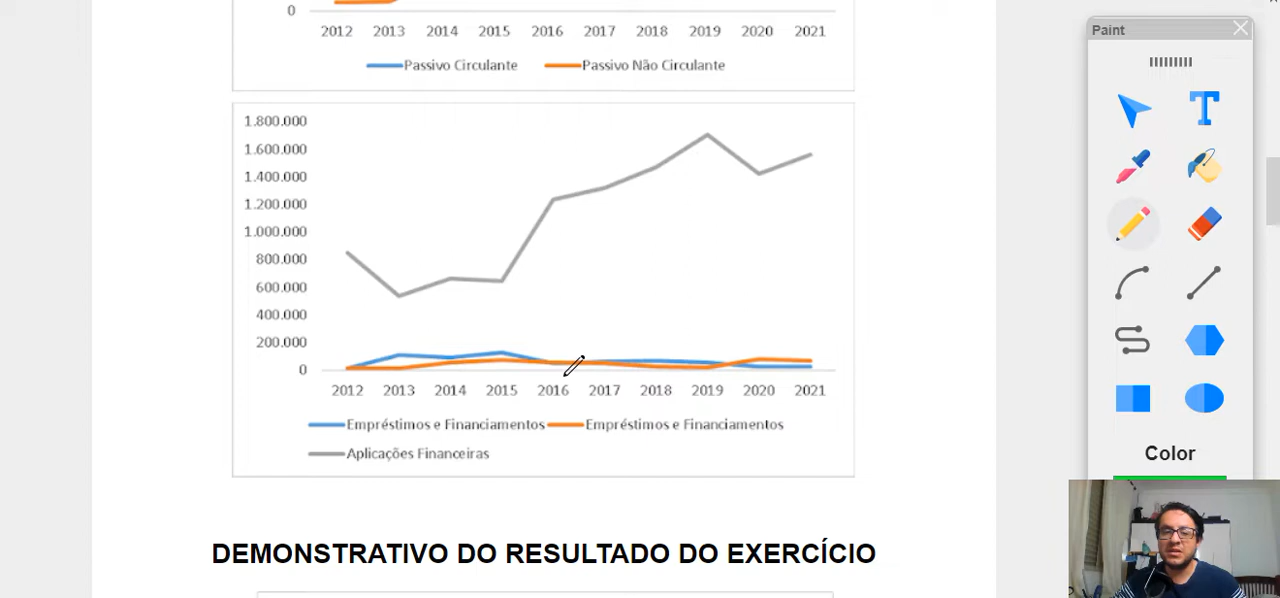 0
2012 2013 2014 2015 2016 2017 2018 2019 2020 2021
Passivo Circulante Passivo Não Circulante
1.800.000
1.600.000
1.400.000
1.200.000
1.000.000
800.000
600.000
400.000
200.000
0
2012 2013 2014 2015 2016 2017 2018 2019 2020 2021
Empréstimos e Financiamentos Empréstimos e Financiamentos
Aplicações Financeiras
DEMONSTRATIVO DO RESULTADO DO EXERCÍCIO
Paint
T
Color